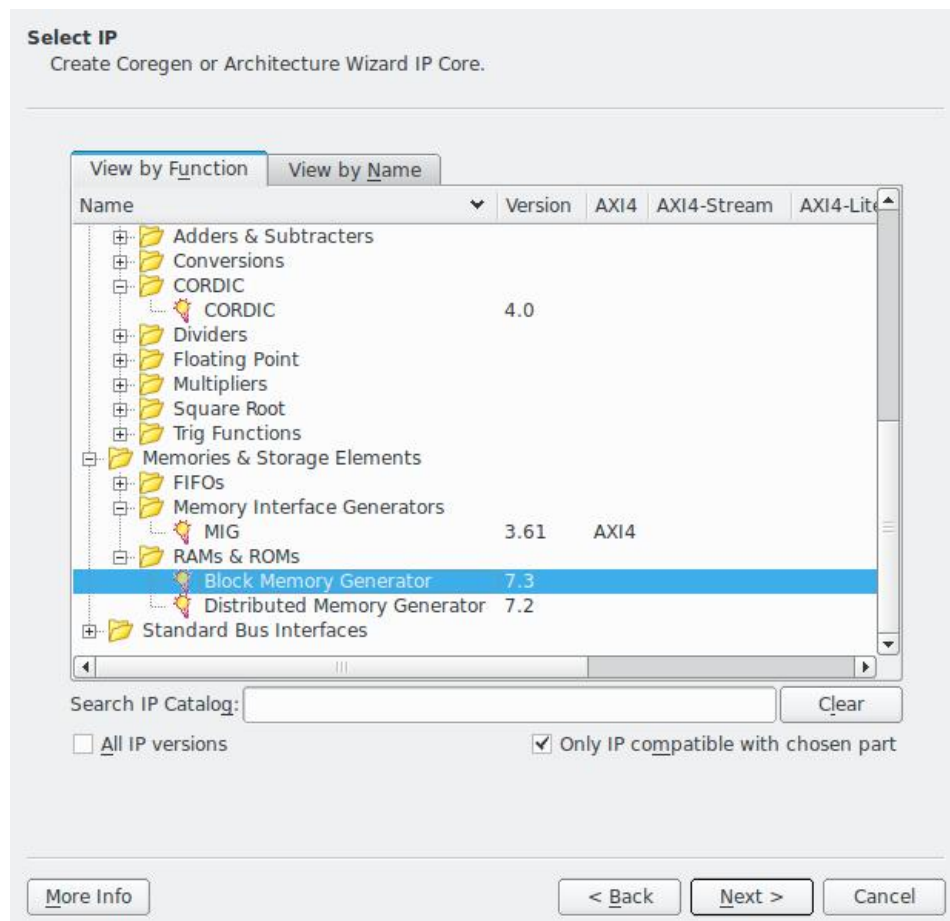 Select IP
Create Coregen or Architecture Wizard IP Core.
View by Function View by Name
Name Version AXI4 AXI4-Stream AXI4-Lite
Adders & Subtracters
Conversions
CORDIC
CORDIC 4.0
Dividers
Floating Point
Multipliers
Square Root
Trig Functions
Memories & Storage Elements
FIFOs
Memory Interface Generators
MIG 3.61 AXI4
RAMs & ROMs
Block Memory Generator 7.3
Distributed Memory Generator 7.2
Standard Bus Interfaces
Search IP Catalog: Clear
All IP versions Only IP compatible with chosen part
More Info < Back Next > Cancel